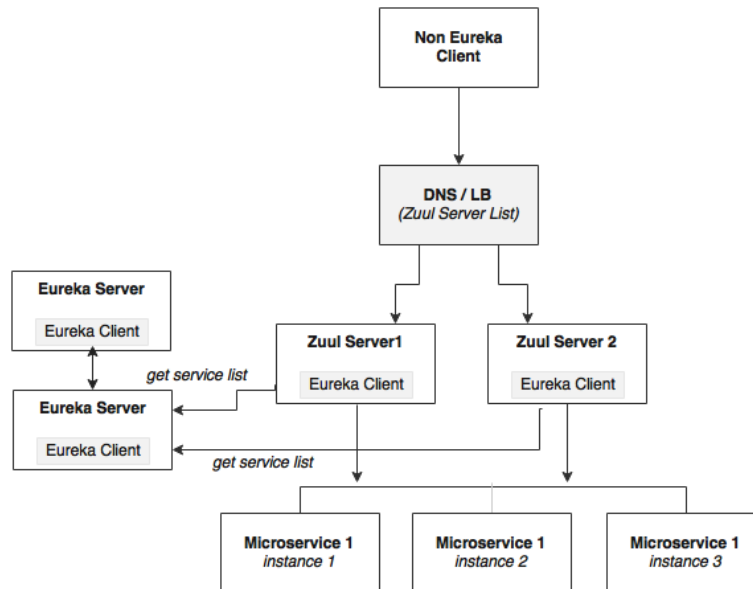 Non Eureka
Client
DNS / LB
(Zuul Server List)
Eureka Server
Eureka Client
Zuul Server1
Eureka Client
Zuul Server 2
Eureka Client
get service list
Eureka Server
Eureka Client
get service list
Microservice 1
instance 1
Microservice 1
instance 2
Microservice 1
instance 3